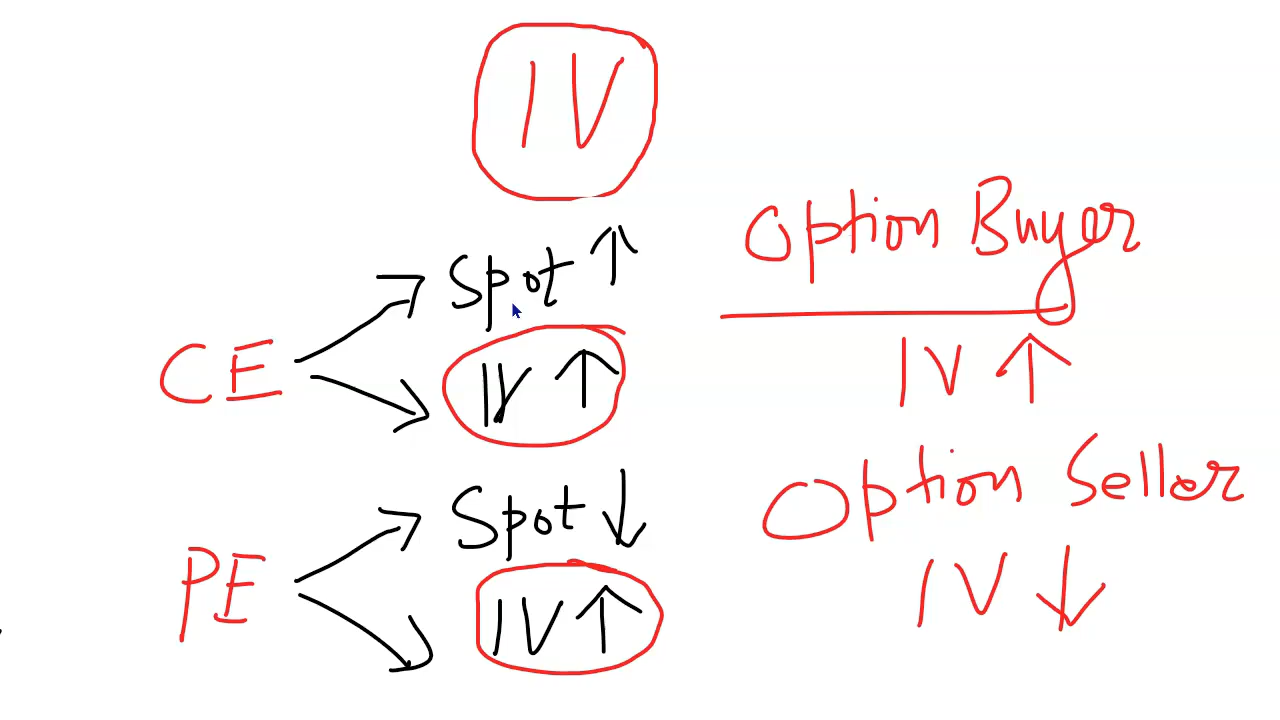 IV
CE
Spot ↑
IV ↑
PE
Spot ↓
IV ↑
Option Buyer
IV ↑
Option Seller
IV ↓